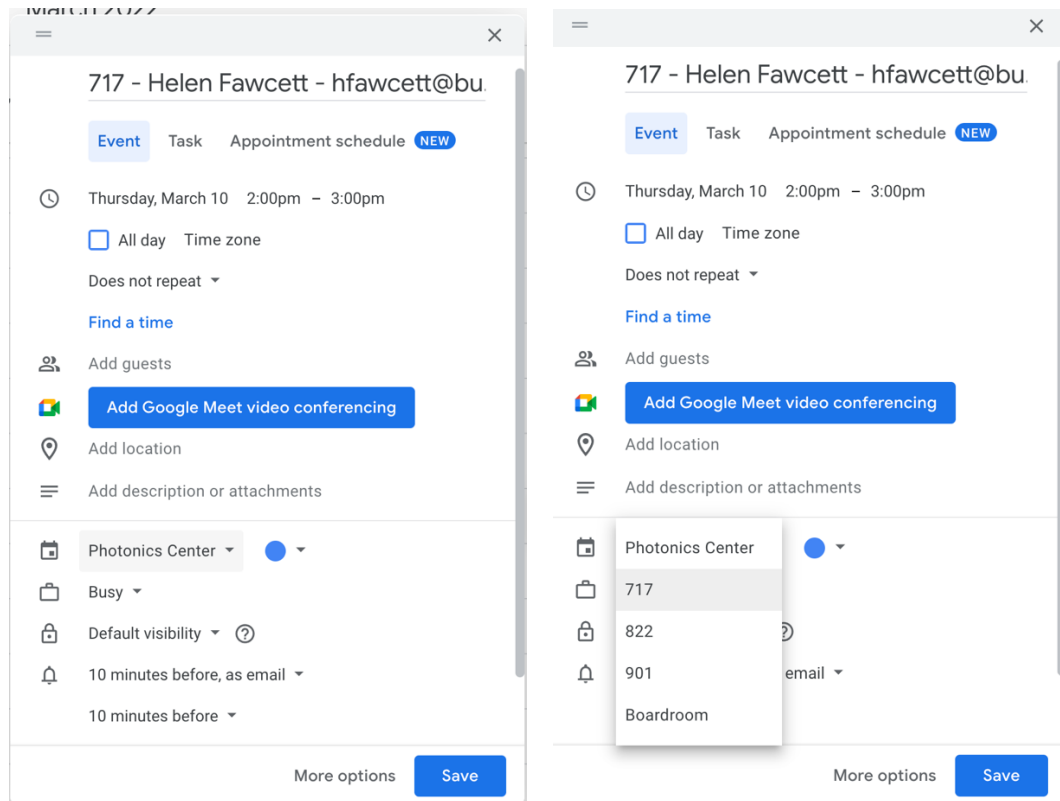 March 2022
717 - Helen Fawcett - hfawcett@bu.
Event Task Appointment schedule NEW
Thursday, March 10 2:00pm – 3:00pm
All day Time zone
Does not repeat
Find a time
Add guests
Add Google Meet video conferencing
Add location
Add description or attachments
Photonics Center
Busy
Default visibility
10 minutes before, as email
10 minutes before
More options Save
717 - Helen Fawcett - hfawcett@bu.
Event Task Appointment schedule NEW
Thursday, March 10 2:00pm – 3:00pm
All day Time zone
Does not repeat
Find a time
Add guests
Add Google Meet video conferencing
Add location
Add description or attachments
Photonics Center
717
822
901
email
Boardroom
More options Save